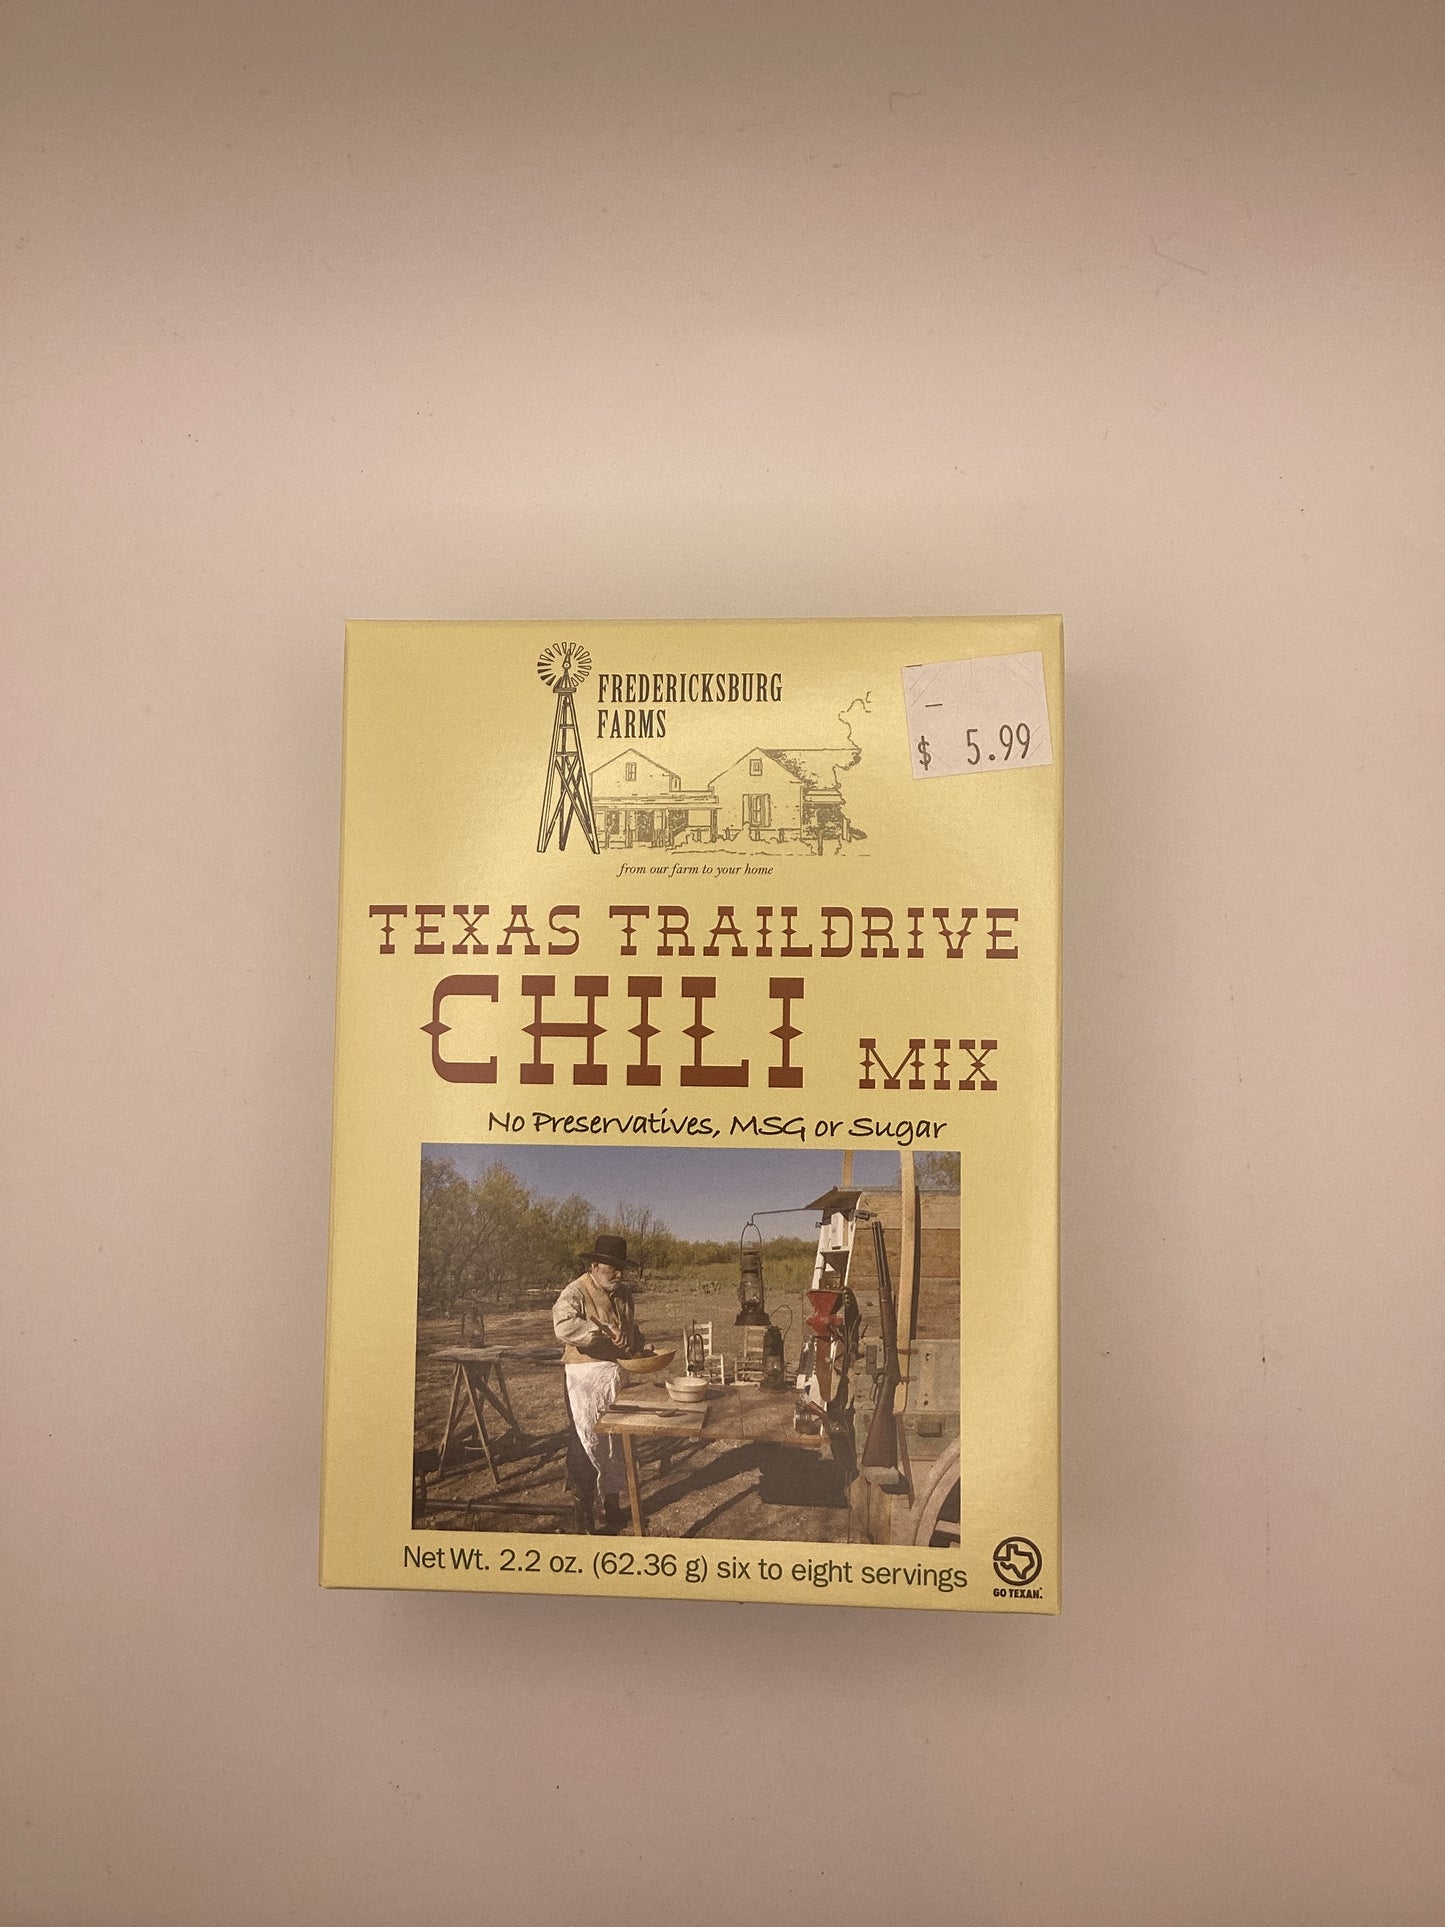 FREDERICKSBURG
FARMS
$ 5.99
from our farm to your home
TEXAS TRAILDRIVE
CHILI MIX
No Preservatives, MSG or Sugar
Net Wt. 2.2 oz. (62.36 g) six to eight servings
GO TEXAN.